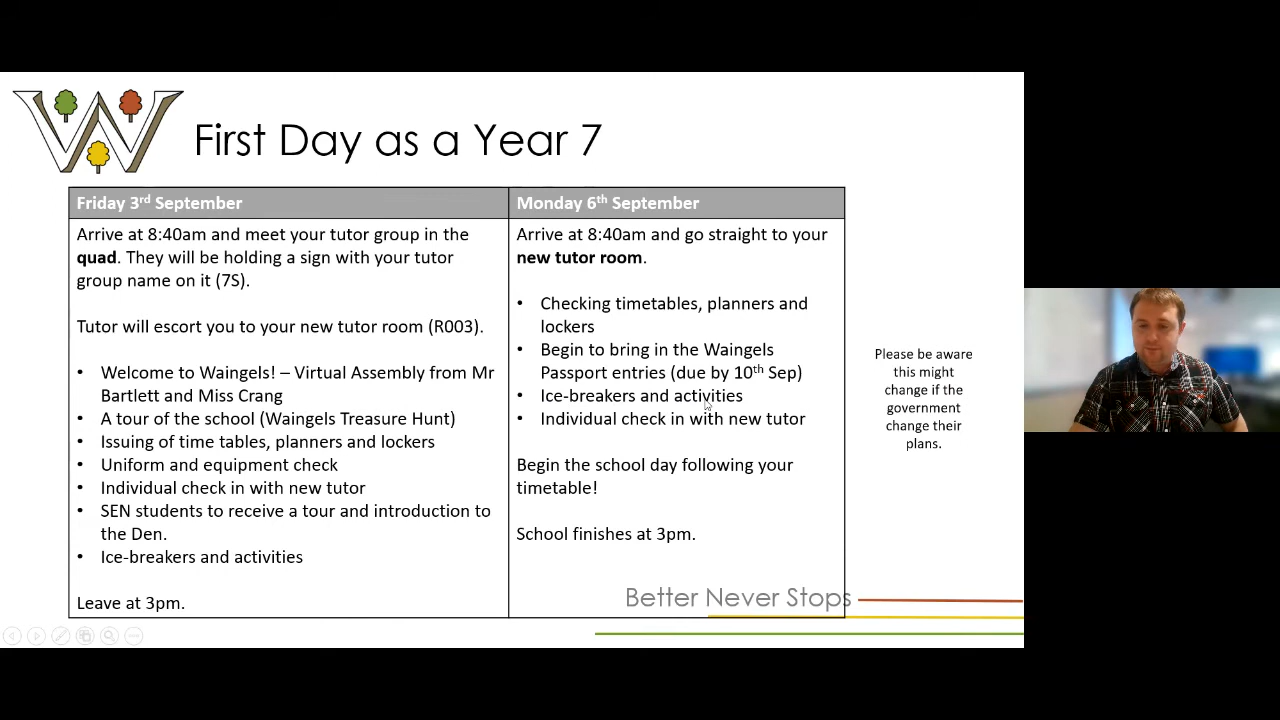 First Day as a Year 7
Friday 3rd September
Arrive at 8:40am and meet your tutor group in the
quad. They will be holding a sign with your tutor
group name on it (7S).
Tutor will escort you to your new tutor room (R003).
• Welcome to Waingels! – Virtual Assembly from Mr
Bartlett and Miss Crang
• A tour of the school (Waingels Treasure Hunt)
• Issuing of time tables, planners and lockers
• Uniform and equipment check
• Individual check in with new tutor
• SEN students to receive a tour and introduction to
the Den.
• Ice-breakers and activities
Leave at 3pm.
Monday 6th September
Arrive at 8:40am and go straight to your
new tutor room.
• Checking timetables, planners and
lockers
• Begin to bring in the Waingels
Passport entries (due by 10th Sep)
• Ice-breakers and activities
• Individual check in with new tutor
Begin the school day following your
timetable!
School finishes at 3pm.
Please be aware
this might
change if the
government
change their
plans.
Better Never Stops